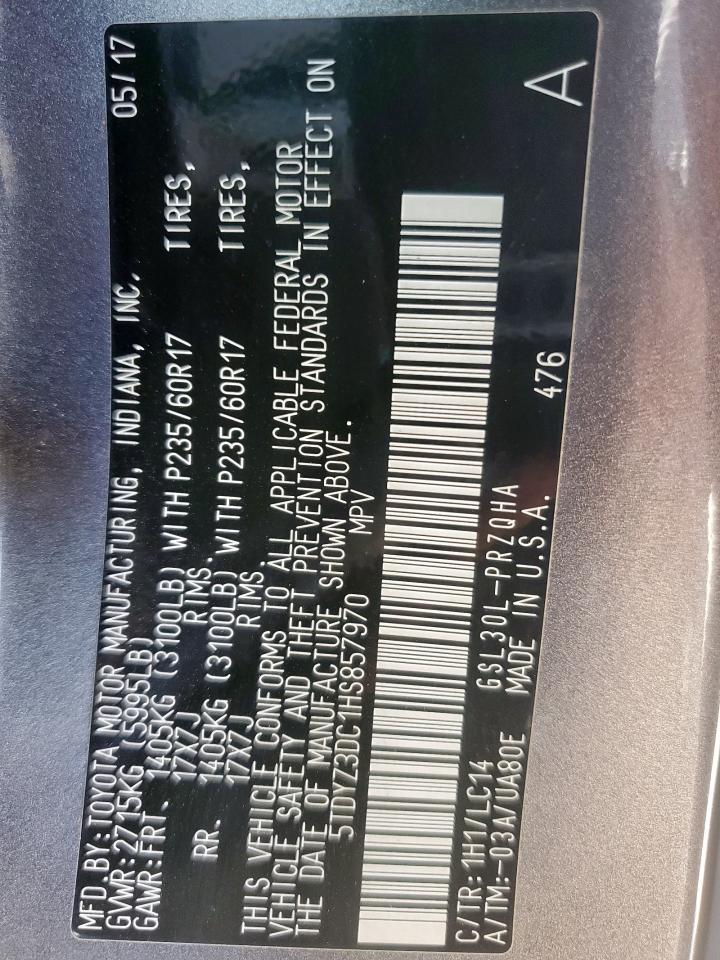 MFD.BY:TOYOTA MOTOR MANUFACTURING, INDIANA, INC. 05/17
GVWR:2715KG (5995LB)
GAWR:FRT. 1405KG (3100LB) WITH P235/60R17 TIRES,
17X7J RIMS.
RR. 1405KG (3100LB) WITH P235/60R17 TIRES,
17X7J RIMS.
THIS VEHICLE CONFORMS TO ALL APPLICABLE FEDERAL MOTOR
VEHICLE SAFETY AND THEFT PREVENTION STANDARDS IN EFFECT ON
THE DATE OF MANUFACTURE SHOWN ABOVE.
5TDYZ3DC1HS857970 MPV
C/TR:1H1/LC14 GSL30L-PRZQHA
A/TM:-03A/UA80E MADE IN U.S.A. 476
A